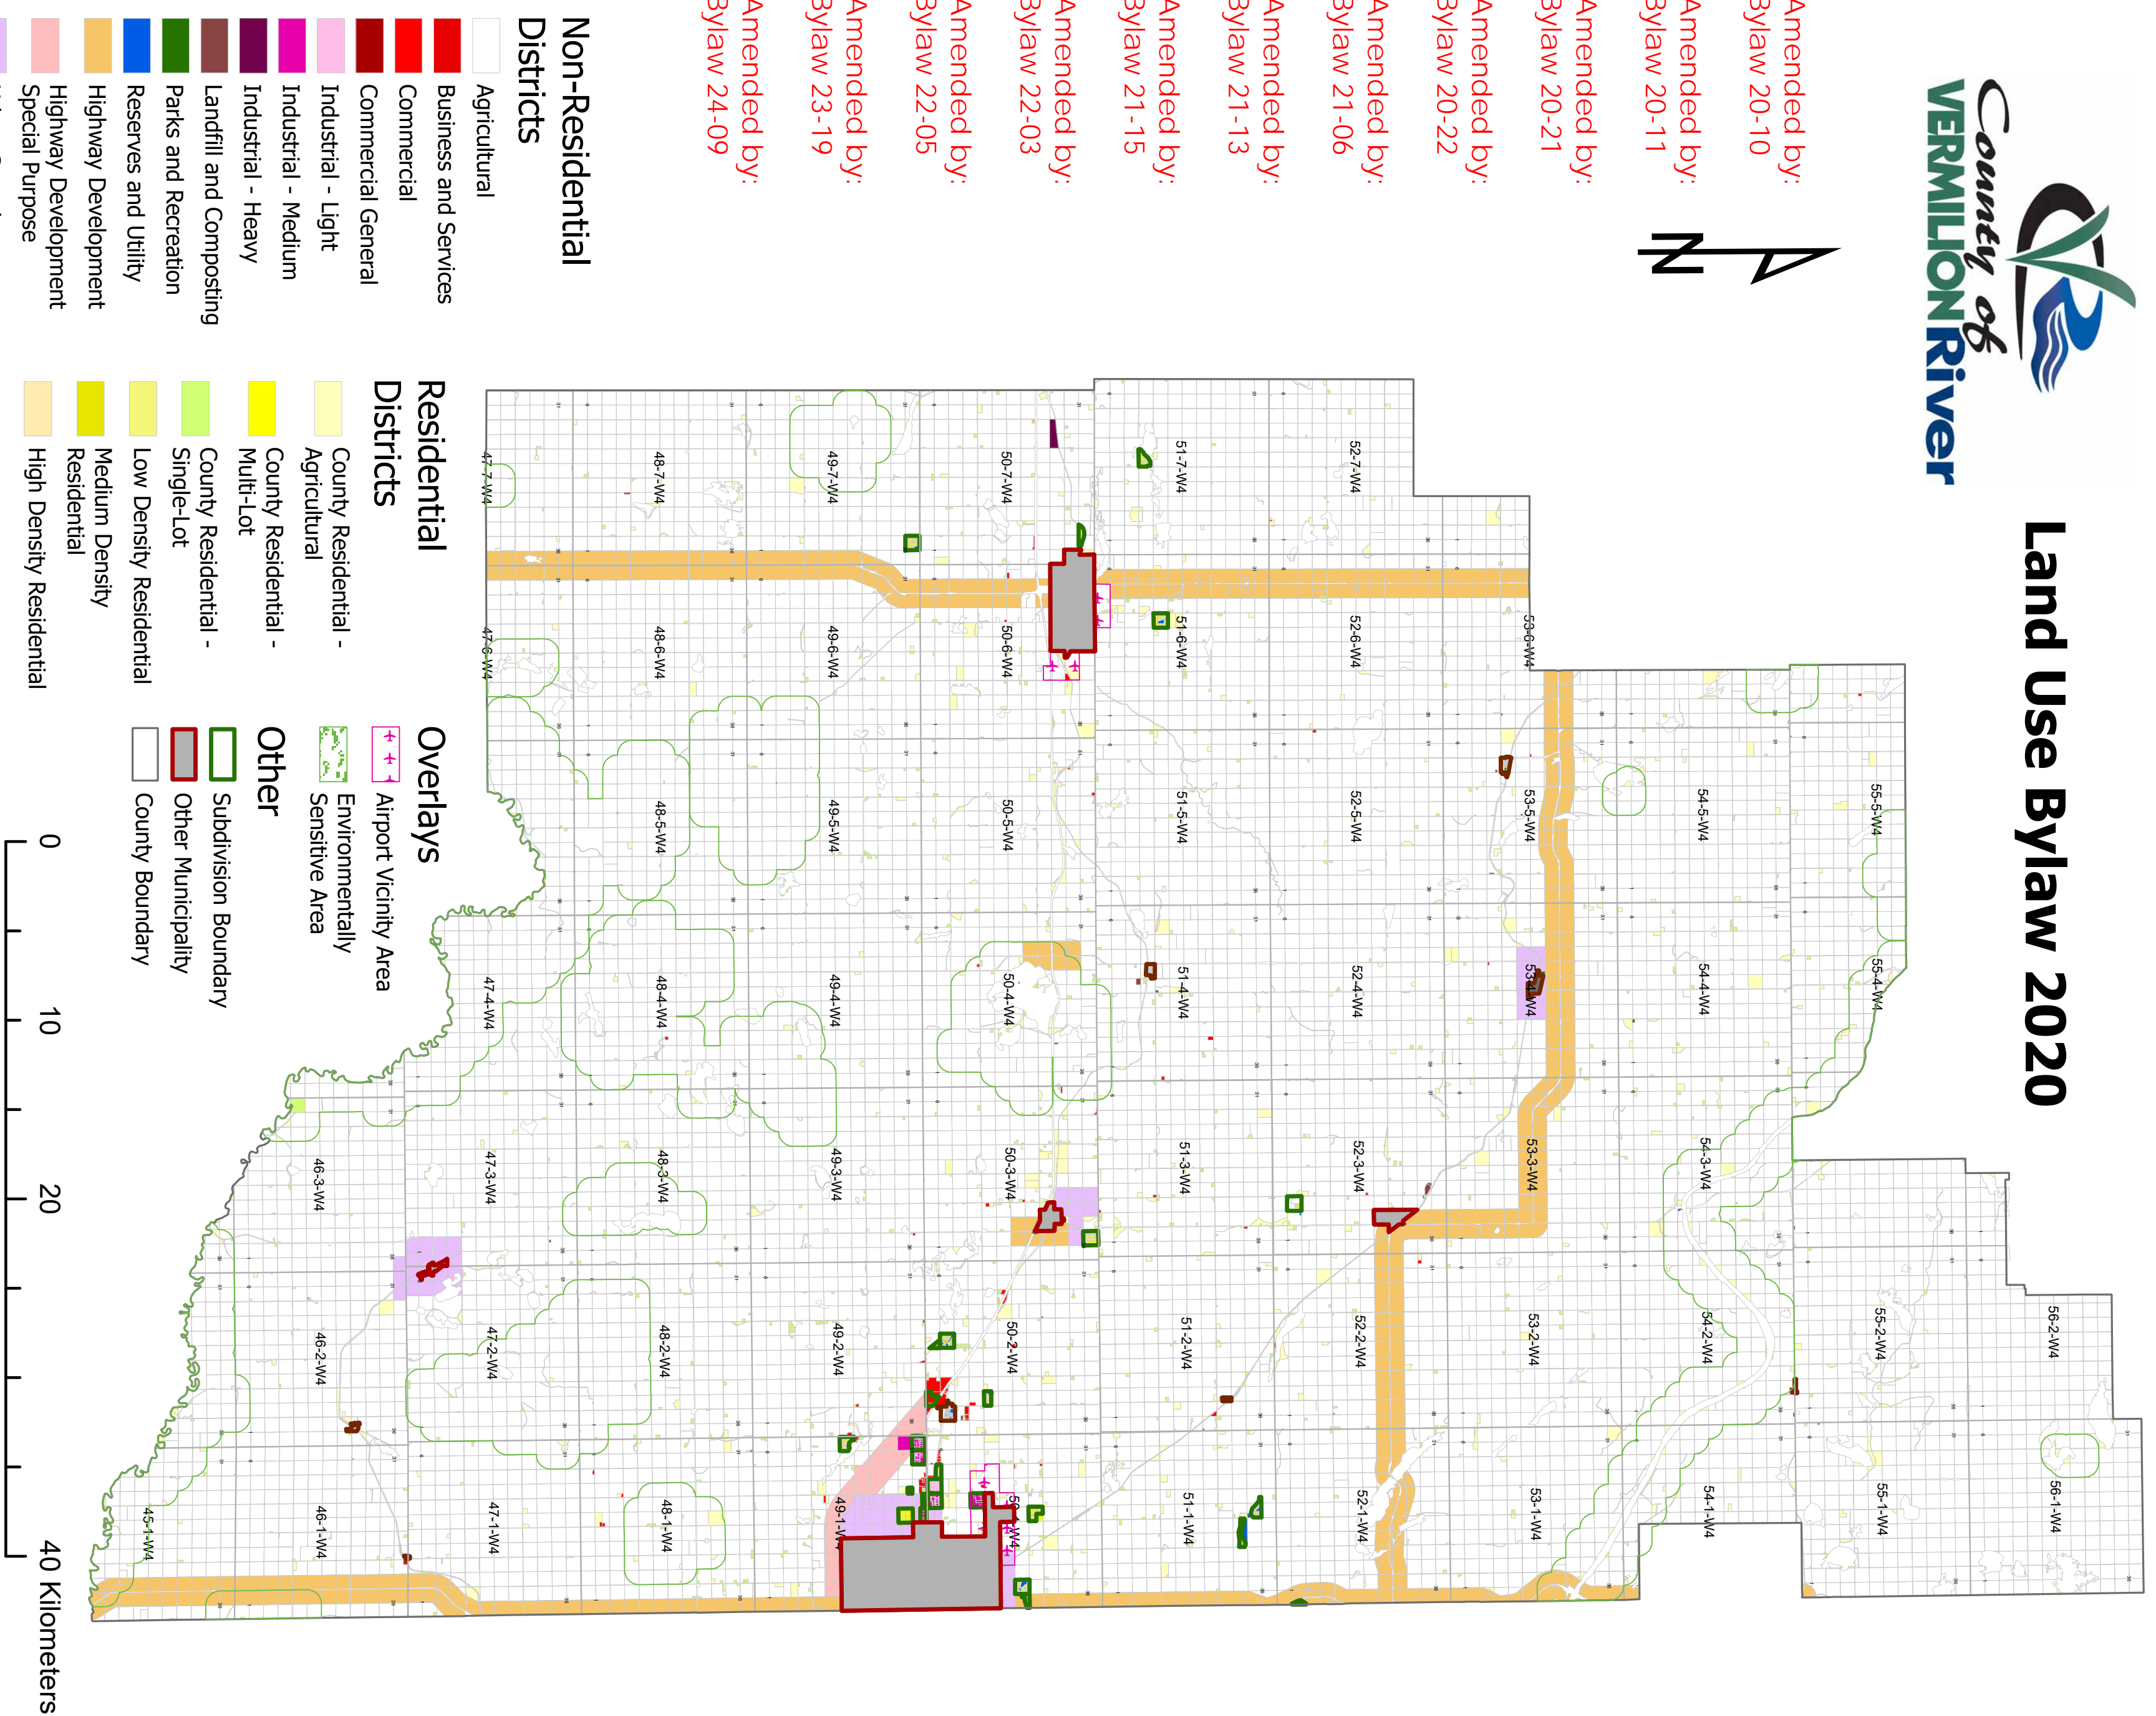 County of
VERMILION River
Land Use Bylaw 2020
N
Amended by:
Bylaw 20-10
Amended by:
Bylaw 20-11
Amended by:
Bylaw 20-21
Amended by:
Bylaw 20-22
Amended by:
Bylaw 21-06
Amended by:
Bylaw 21-13
Amended by:
Bylaw 21-15
Amended by:
Bylaw 22-03
Amended by:
Bylaw 22-05
Amended by:
Bylaw 23-19
Amended by:
Bylaw 24-09
56-2-W4
56-1-W4
55-5-W4
55-4-W4
55-2-W4
55-1-W4
54-5-W4
54-4-W4
54-3-W4
54-2-W4
54-1-W4
53-6-W4
53-5-W4
53-4-W4
53-3-W4
53-2-W4
53-1-W4
52-7-W4
52-6-W4
52-5-W4
52-4-W4
52-3-W4
52-2-W4
52-1-W4
51-7-W4
51-6-W4
51-5-W4
51-4-W4
51-3-W4
51-2-W4
51-1-W4
50-7-W4
50-6-W4
50-5-W4
50-4-W4
50-3-W4
50-2-W4
50-1-W4
49-7-W4
49-6-W4
49-5-W4
49-4-W4
49-3-W4
49-2-W4
49-1-W4
48-7-W4
48-6-W4
48-5-W4
48-4-W4
48-3-W4
48-2-W4
48-1-W4
47-7-W4
47-6-W4
47-4-W4
47-3-W4
47-2-W4
47-1-W4
46-3-W4
46-2-W4
46-1-W4
45-1-W4
Non-Residential
Districts
Agricultural
Business and Services
Commercial
Commercial General
Industrial - Light
Industrial - Medium
Industrial - Heavy
Landfill and Composting
Parks and Recreation
Reserves and Utility
Highway Development
Highway Development
Special Purpose
Residential
Districts
County Residential -
Agricultural
County Residential -
Multi-Lot
County Residential -
Single-Lot
Low Density Residential
Medium Density
Residential
High Density Residential
Overlays
Airport Vicinity Area
Environmentally
Sensitive Area
Other
Subdivision Boundary
Other Municipality
County Boundary
0 10 20 40 Kilometers